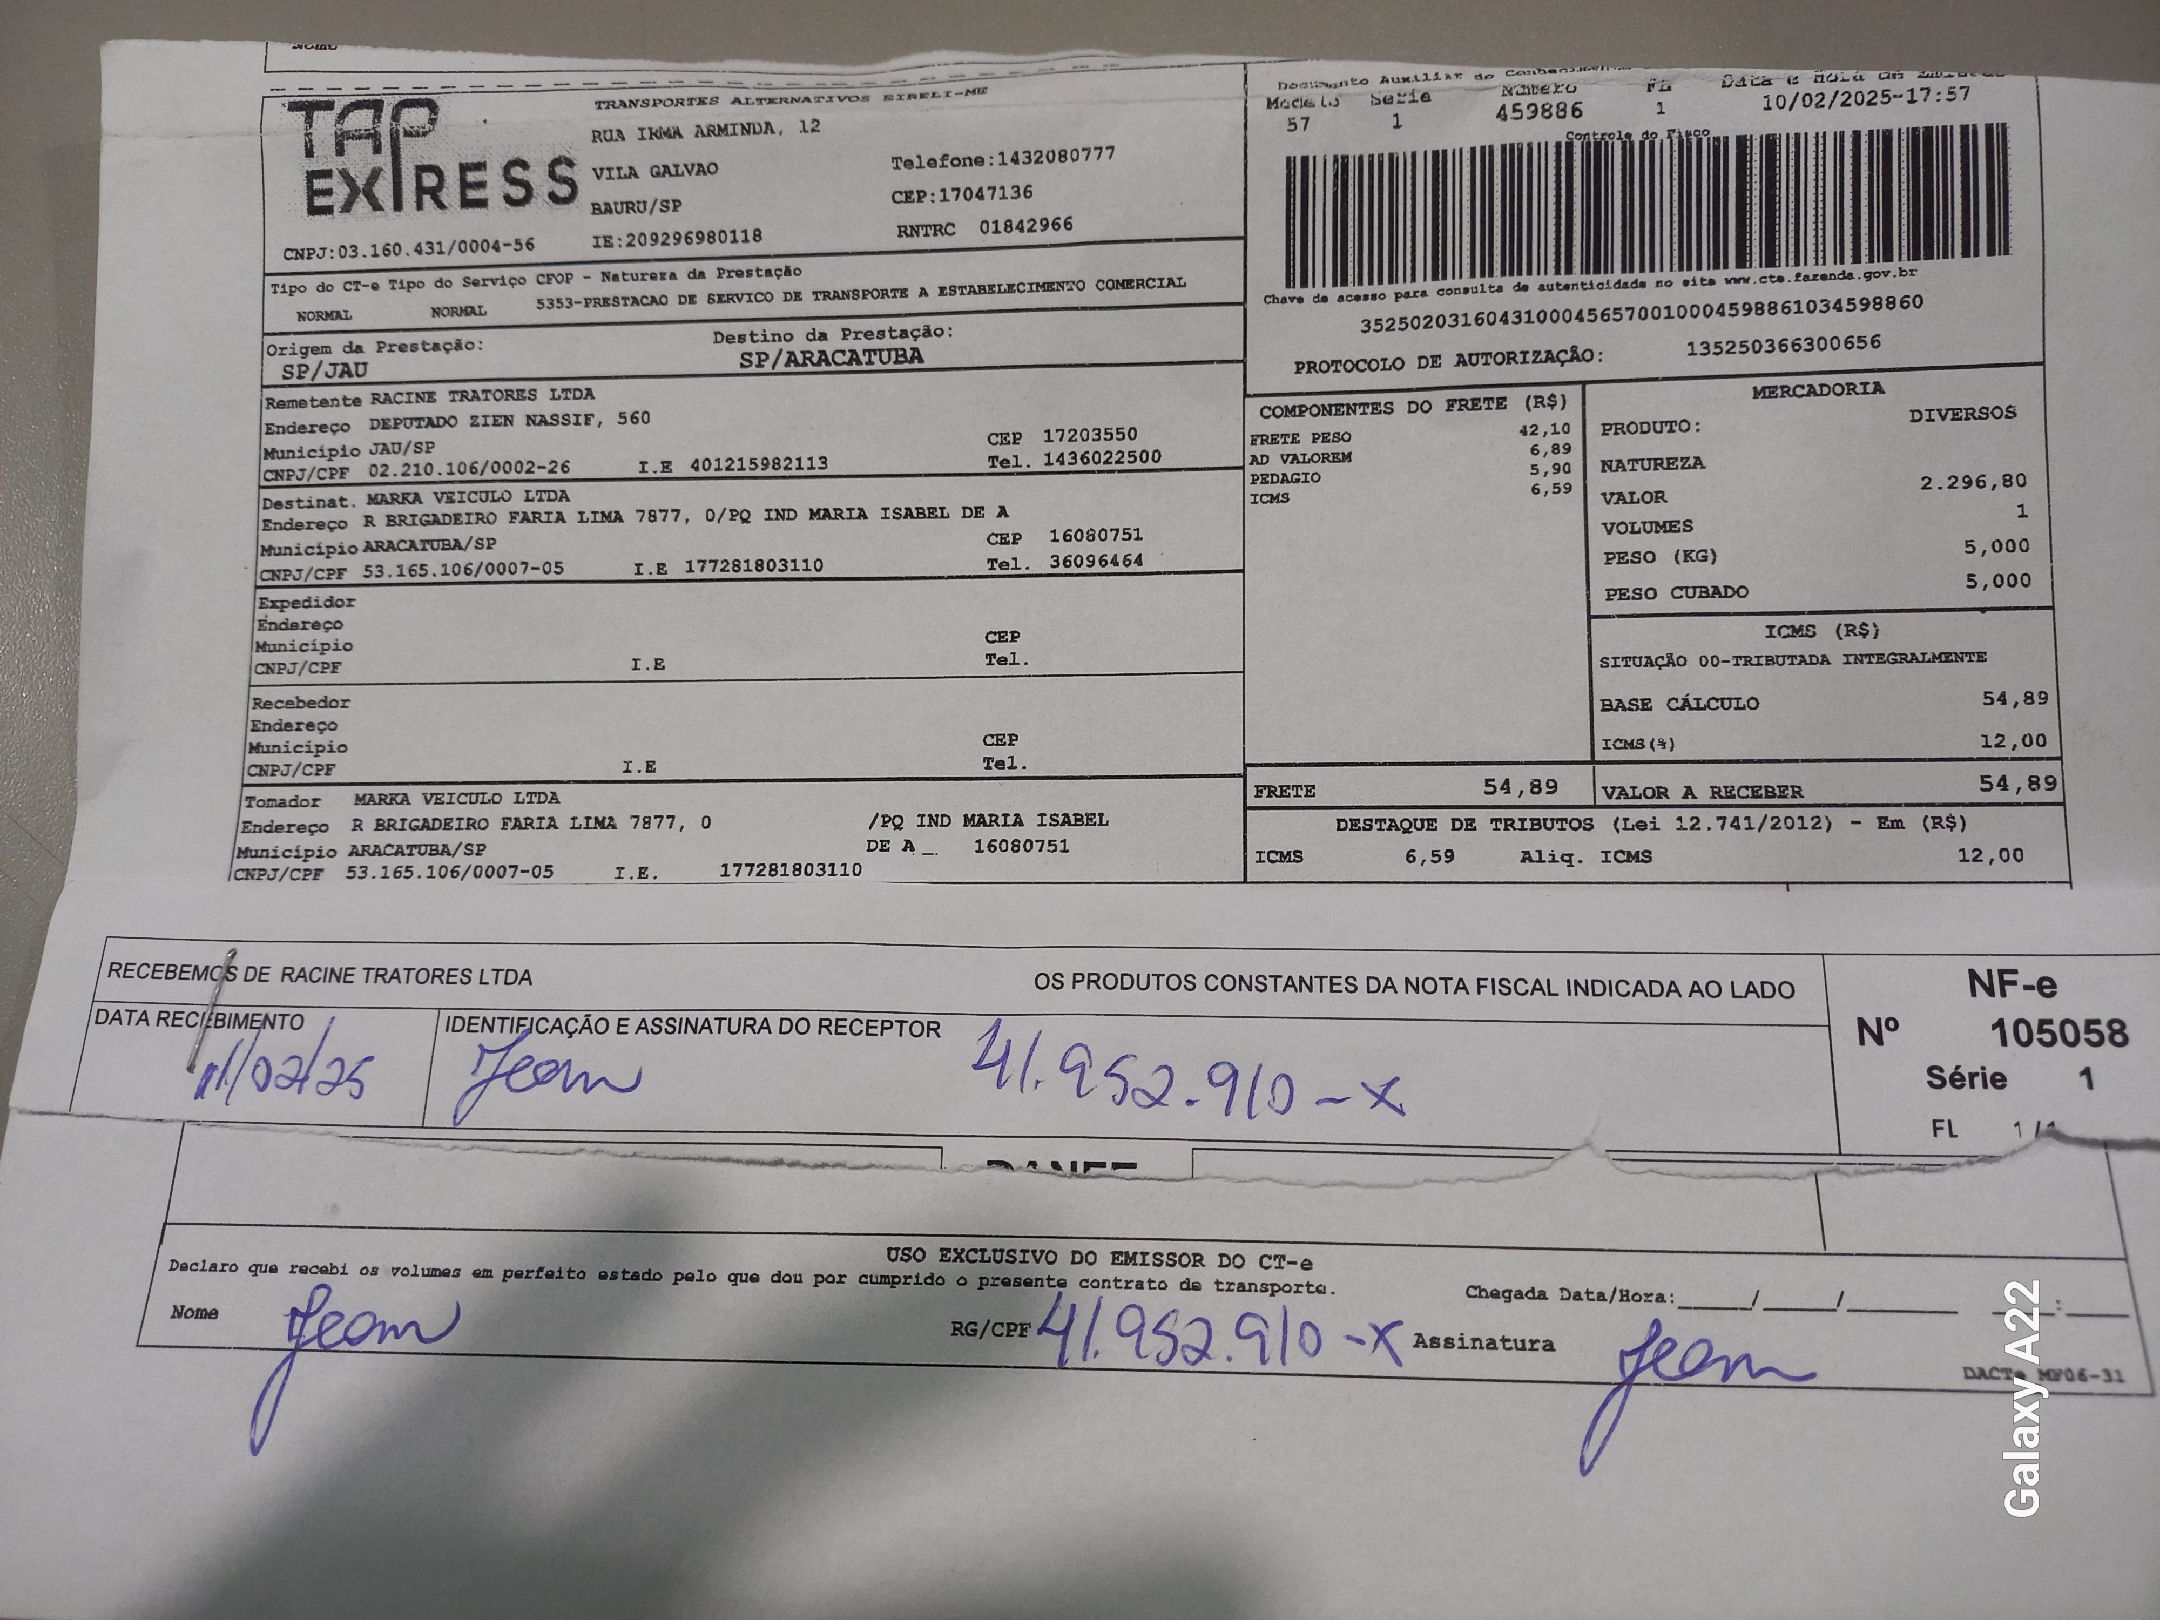 TAP
EXPRESS
TRANSPORTES ALTERNATIVOS EIRELI-ME
RUA IRMA ARMINDA, 12
VILA GALVAO Telefone:1432080777
BAURU/SP CEP:17047136
CNPJ:03.160.431/0004-56 IE:209296980118 RNTRC 01842966
Documento Auxiliar do
Modelo Serie Número FL Data e Hora de
57 1 459886 1 10/02/2025-17:57
Controle do Fisco
Chave de acesso para consulta de autenticidade no site www.cte.fazenda.gov.br
35250203160431000456570010004598861034598860
PROTOCOLO DE AUTORIZAÇÃO: 135250366300656
Tipo do CT-e Tipo do Serviço CFOP - Natureza da Prestação
NORMAL NORMAL 5353-PRESTACAO DE SERVICO DE TRANSPORTE A ESTABELECIMENTO COMERCIAL
Origem da Prestação: Destino da Prestação:
SP/JAU SP/ARACATUBA
Remetente RACINE TRATORES LTDA
Endereço DEPUTADO ZIEN NASSIF, 560
Município JAU/SP CEP 17203550
CNPJ/CPF 02.210.106/0002-26 I.E 401215982113 Tel. 1436022500
Destinat. MARKA VEICULO LTDA
Endereço R BRIGADEIRO FARIA LIMA 7877, 0/PQ IND MARIA ISABEL DE A
Município ARACATUBA/SP CEP 16080751
CNPJ/CPF 53.165.106/0007-05 I.E 177281803110 Tel. 36096464
Expedidor
Endereço
Município CEP
CNPJ/CPF I.E Tel.
Recebedor
Endereço
Município CEP
CNPJ/CPF I.E Tel.
Tomador MARKA VEICULO LTDA
Endereço R BRIGADEIRO FARIA LIMA 7877, 0 /PQ IND MARIA ISABEL
Município ARACATUBA/SP DE A _ 16080751
CNPJ/CPF 53.165.106/0007-05 I.E. 177281803110
COMPONENTES DO FRETE (R$)
FRETE PESO 42,10
AD VALOREM 6,89
PEDAGIO 5,90
ICMS 6,59
MERCADORIA
PRODUTO: DIVERSOS
NATUREZA
VALOR 2.296,80
VOLUMES 1
PESO (KG) 5,000
PESO CUBADO 5,000
ICMS (R$)
SITUAÇÃO 00-TRIBUTADA INTEGRALMENTE
BASE CÁLCULO 54,89
ICMS(%) 12,00
FRETE 54,89 VALOR A RECEBER 54,89
DESTAQUE DE TRIBUTOS (Lei 12.741/2012) - Em (R$)
ICMS 6,59 Aliq. ICMS 12,00
RECEBEMOS DE RACINE TRATORES LTDA OS PRODUTOS CONSTANTES DA NOTA FISCAL INDICADA AO LADO
DATA RECEBIMENTO IDENTIFICAÇÃO E ASSINATURA DO RECEPTOR
11/02/25 Jean 41.952.910-X
NF-e
Nº 105058
Série 1
FL 1/1
USO EXCLUSIVO DO EMISSOR DO CT-e
Declaro que recebi os volumes em perfeito estado pelo que dou por cumprido o presente contrato de transporte.
Chegada Data/Hora:_____/_____/________ ___:____
Nome Jean RG/CPF 41.952.910-X Assinatura Jean
DACTe MF06-31
Galaxy A22